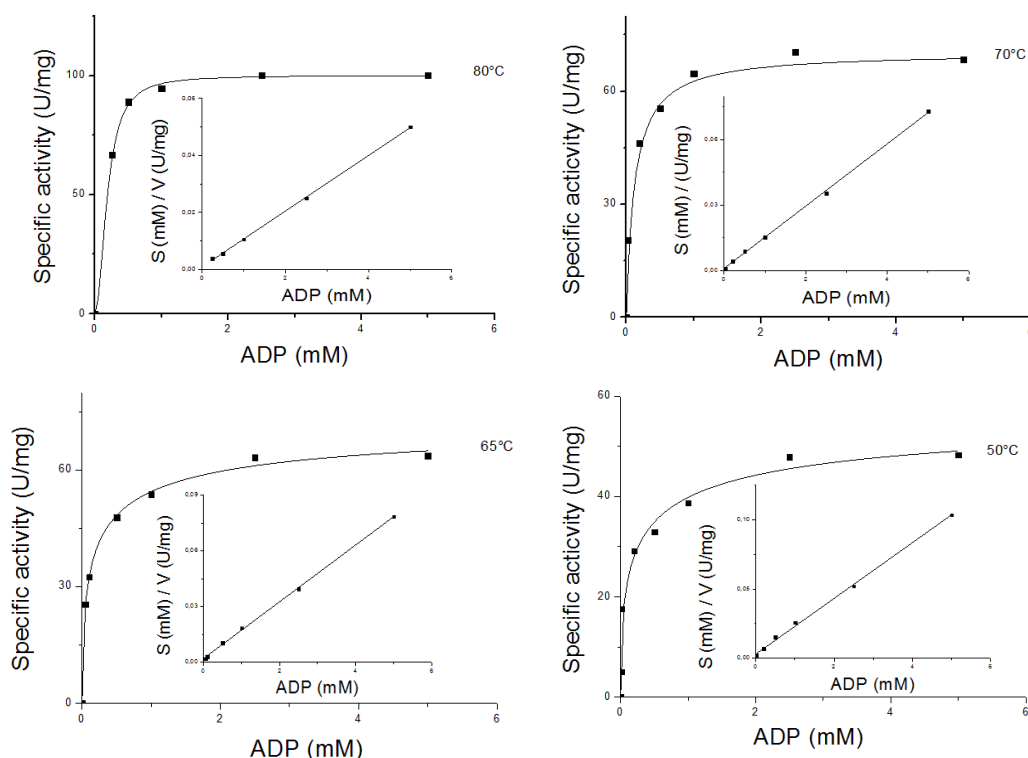 80°C
Specific activity (U/mg)
100
50
0
0
2
4
6
ADP (mM)
S (mM) / V (U/mg)
0,06
0,04
0,02
0,00
0
2
4
6
ADP (mM)
70°C
Specific acticvity (U/mg)
60
30
0
0
2
4
6
ADP (mM)
S (mM) / (U/mg)
0,06
0,03
0,00
0
2
4
6
ADP (mM)
65°C
Specific activity (U/mg)
60
30
0
0
2
4
6
ADP (mM)
S (mM) / V (U/mg)
0,09
0,06
0,03
0,00
0
2
4
6
ADP (mM)
50°C
Specific acticvity (U/mg)
60
40
20
0
0
2
4
6
ADP (mM)
S (mM) / V (U/mg)
0,10
0,05
0,00
0
2
4
6
ADP (mM)